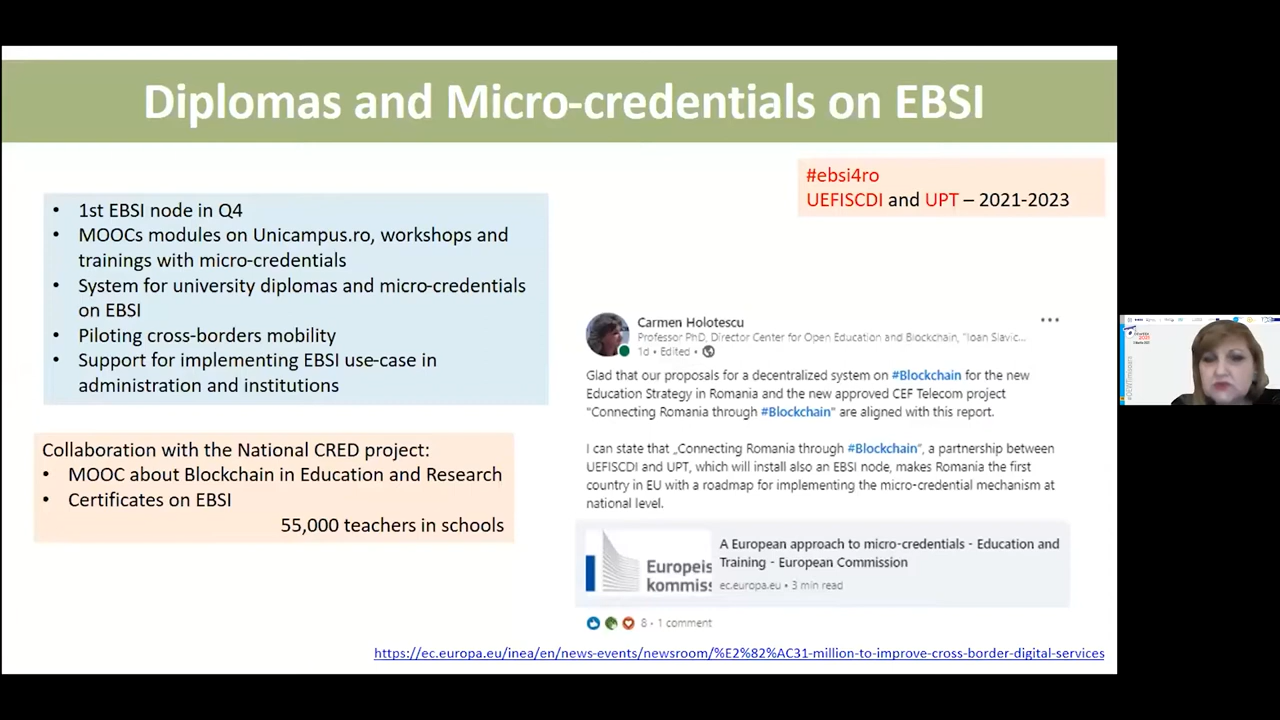 Diplomas and Micro-credentials on EBSI
#ebsi4ro
UEFISCDI and UPT – 2021-2023
• 1st EBSI node in Q4
• MOOCs modules on Unicampus.ro, workshops and
trainings with micro-credentials
• System for university diplomas and micro-credentials
on EBSI
• Piloting cross-borders mobility
• Support for implementing EBSI use-case in
administration and institutions
Collaboration with the National CRED project:
• MOOC about Blockchain in Education and Research
• Certificates on EBSI
55,000 teachers in schools
Carmen Holotescu
Professor PhD, Director Center for Open Education and Blockchain, "Ioan Slavic...
1d • Edited •
Glad that our proposals for a decentralized system on #Blockchain for the new
Education Strategy in Romania and the new approved CEF Telecom project
"Connecting Romania through #Blockchain" are aligned with this report.
I can state that „Connecting Romania through #Blockchain", a partnership between
UEFISCDI and UPT, which will install also an EBSI node, makes Romania the first
country in EU with a roadmap for implementing the micro-credential mechanism at
national level.
Europeis
kommiss
A European approach to micro-credentials - Education and
Training - European Commission
ec.europa.eu • 3 min read
8 • 1 comment
https://ec.europa.eu/inea/en/news-events/newsroom/%E2%82%AC31-million-to-improve-cross-border-digital-services